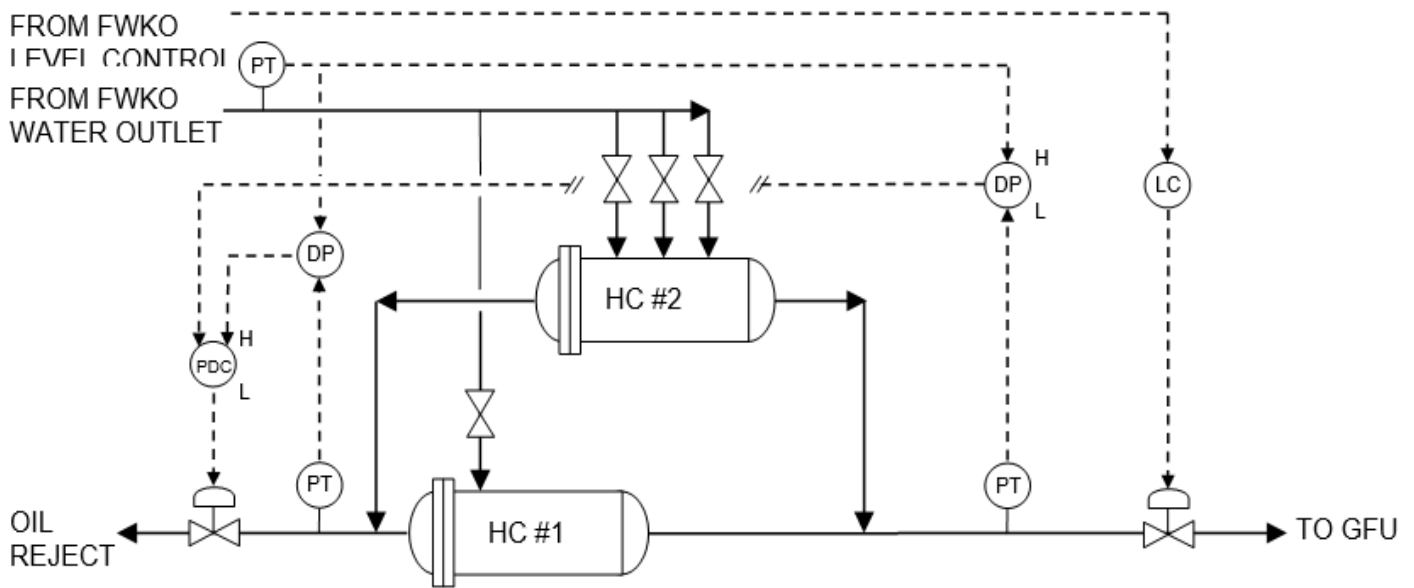 FROM FWKO
LEVEL CONTROL
PT
FROM FWKO
WATER OUTLET
H
DP
L
LC
DP
HC #2
H
PDC
L
PT
PT
OIL
REJECT
HC #1
TO GFU